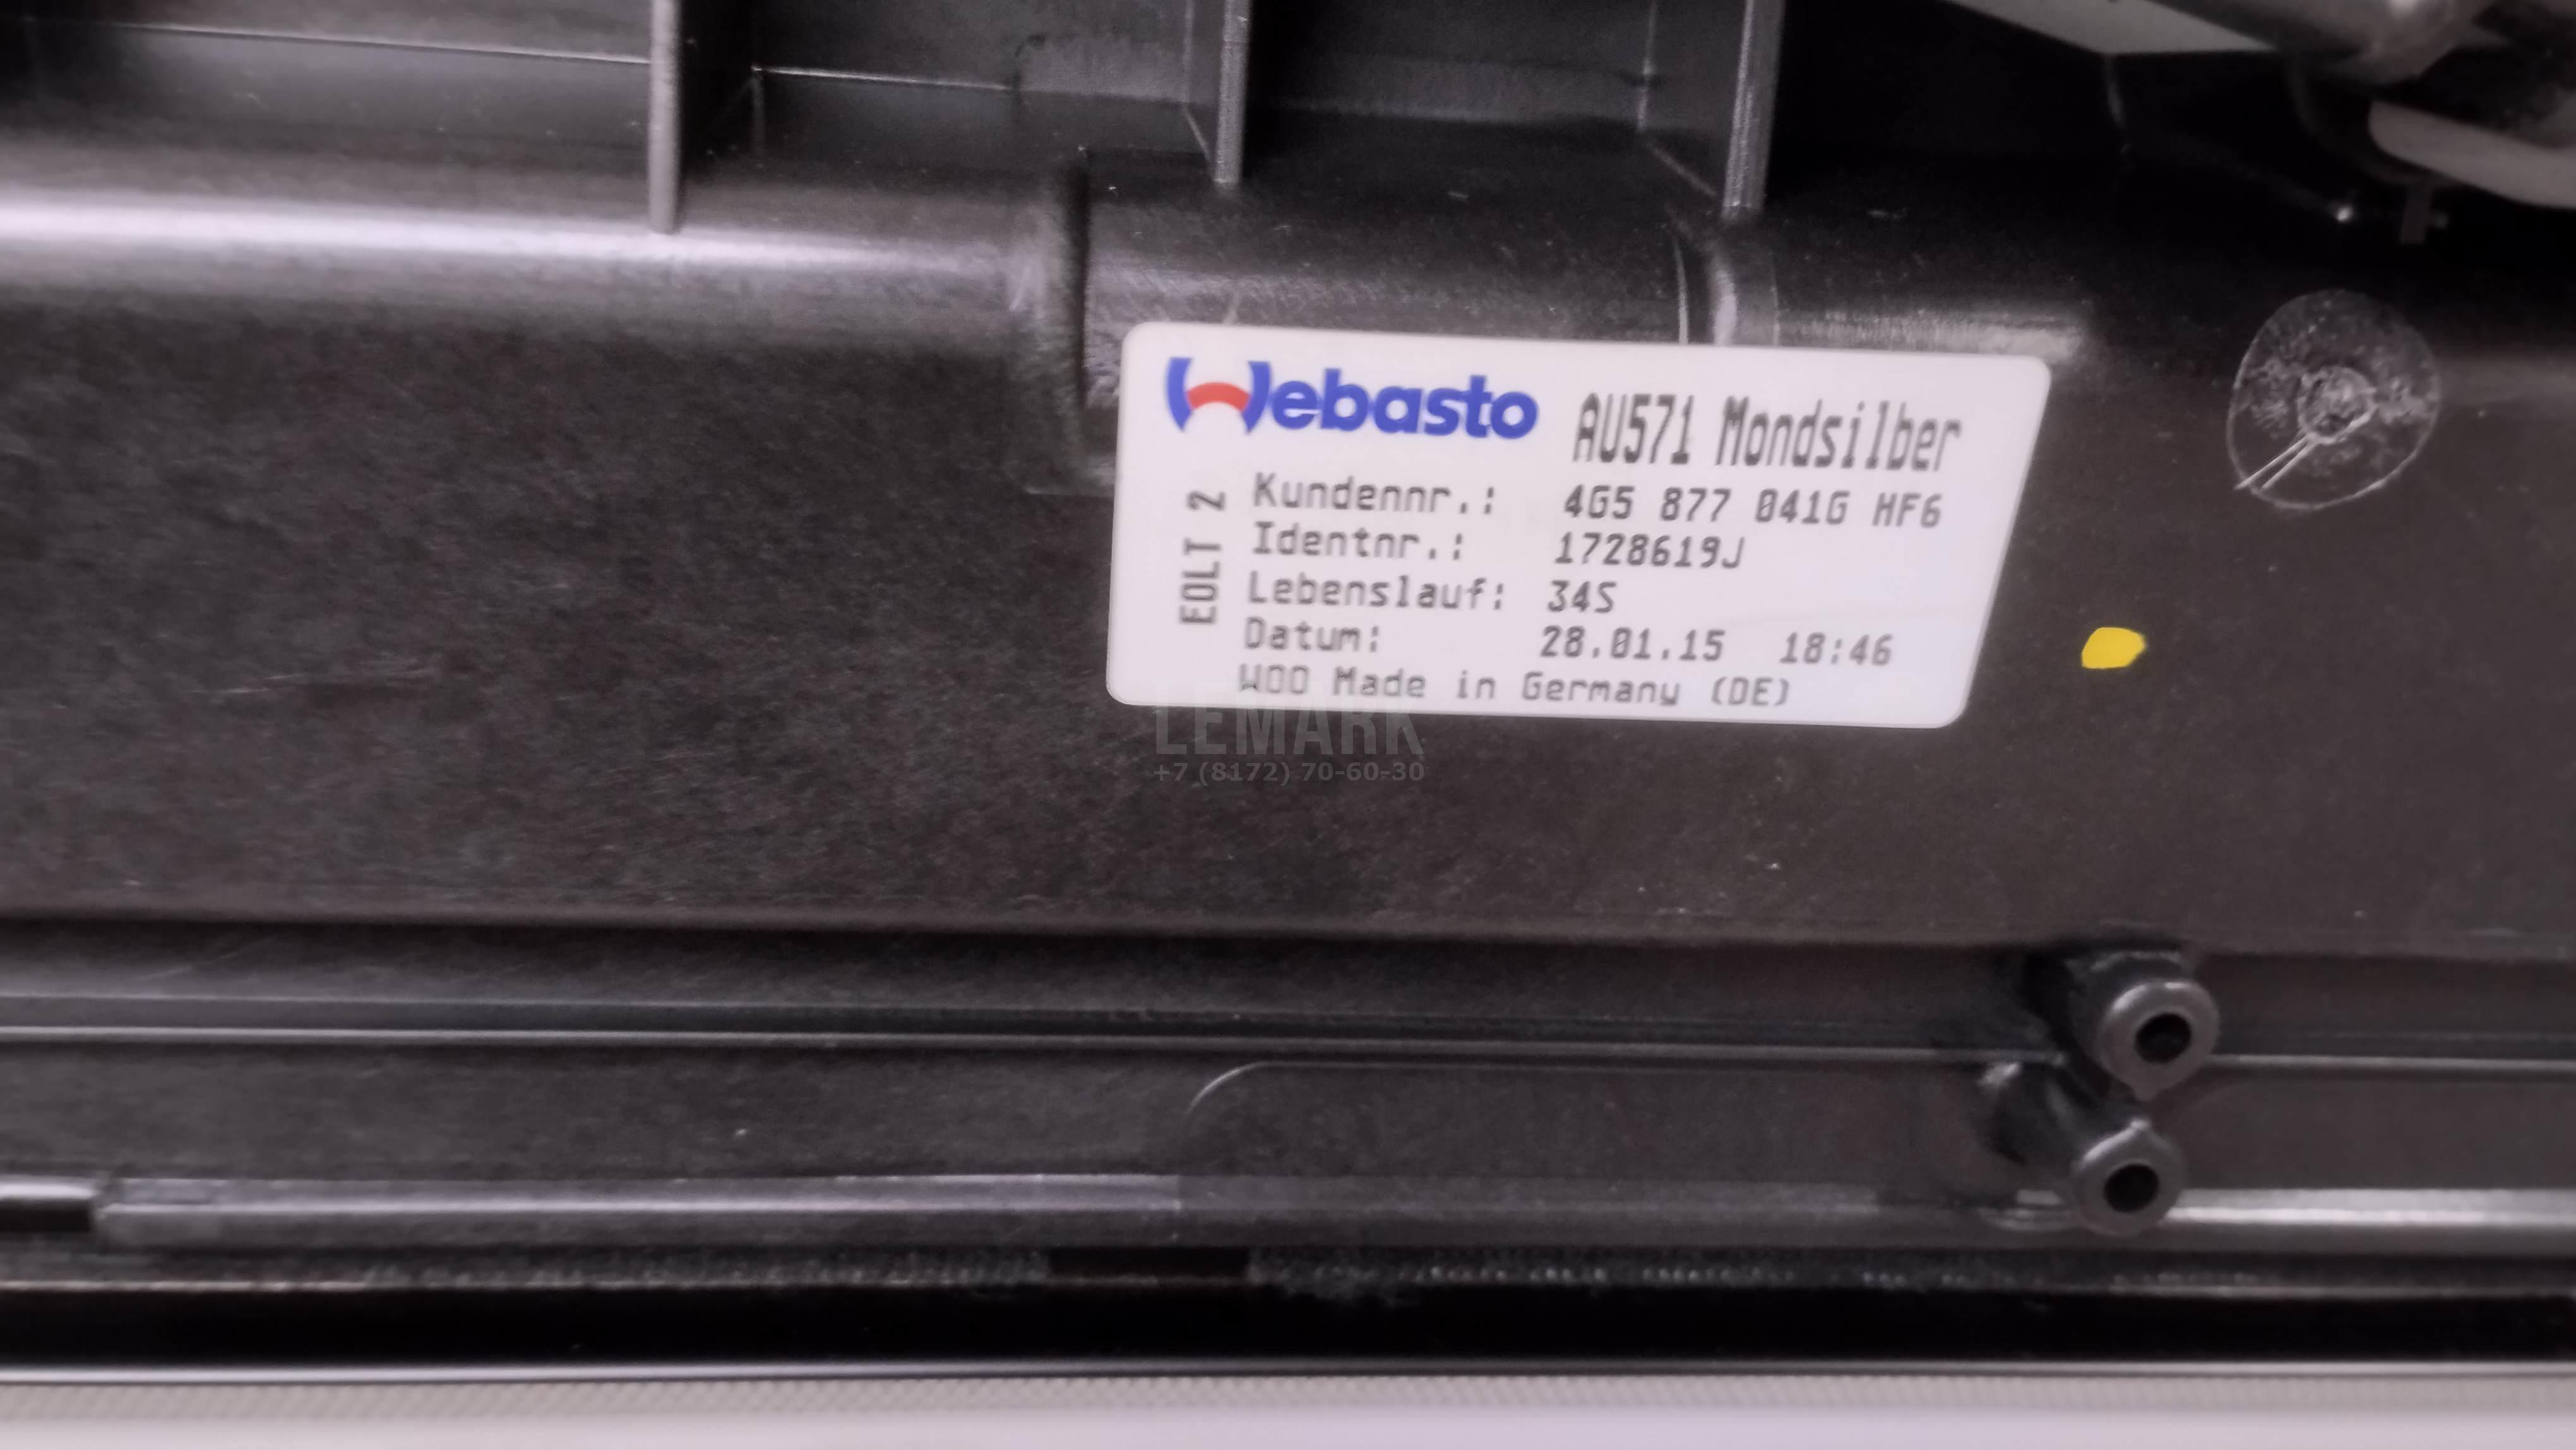 Webasto AU571 Mondsilber
EOLT 2
Kundennr.: 4G5 877 041G HF6
Identnr.: 1728619J
Lebenslauf: 34S
Datum: 28.01.15 18:46
WOO Made in Germany (DE)
LEMARK
+7 (8172) 70-60-30